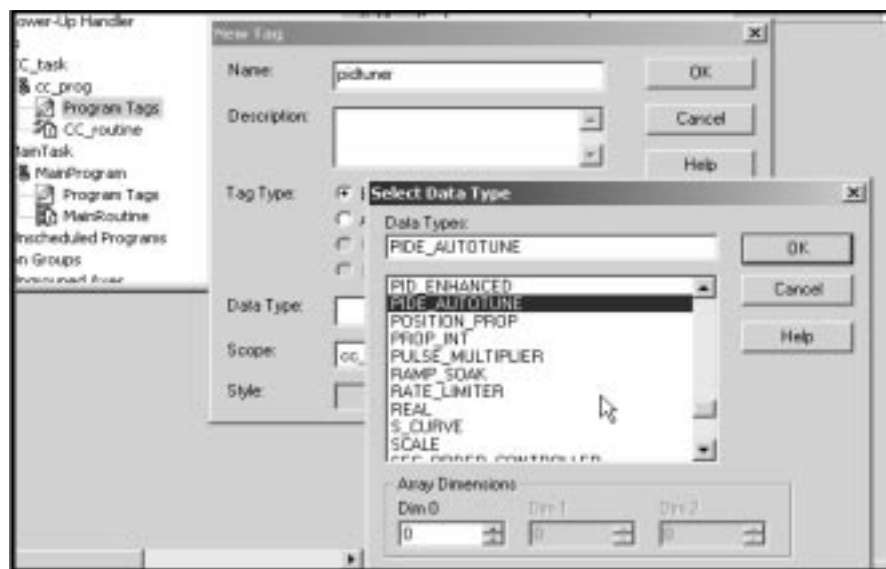 ower-Up Handler
s
CC_task
cc_prog
Program Tags
CC_routine
MainTask
MainProgram
Program Tags
MainRoutine
nscheduled Programs
n Groups
New Tag
Name:
pidtuner
OK
Description:
Cancel
Help
Tag Type:
Data Type:
Scope:
cc_
Style:
Select Data Type
Data Types:
PIDE_AUTOTUNE
OK
Cancel
Help
PID_ENHANCED
PIDE_AUTOTUNE
POSITION_PROP
PROP_INT
PULSE_MULTIPLIER
RAMP_SOAK
RATE_LIMITER
REAL
S_CURVE
SCALE
Array Dimensions
Dim 0
Dim 1
Dim 2
0
0
0